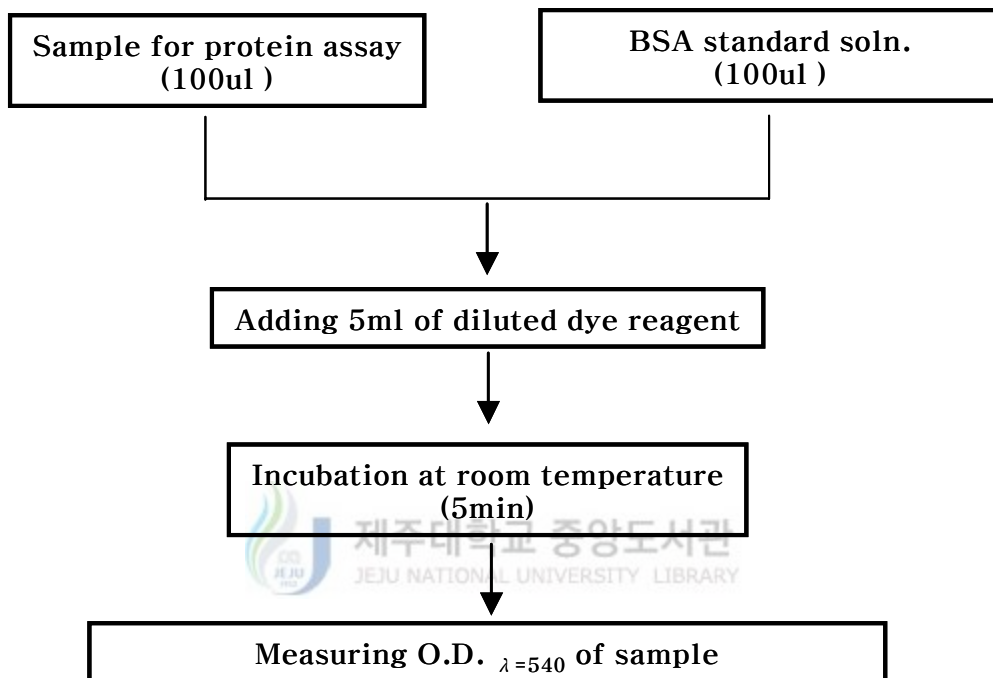 Sample for protein assay
(100ul )
BSA standard soln.
(100ul )
Adding 5ml of diluted dye reagent
Incubation at room temperature
(5min)
제주대학교 중앙도서관
JEJU NATIONAL UNIVERSITY LIBRARY
JEJU
1952
Measuring O.D. λ=540 of sample